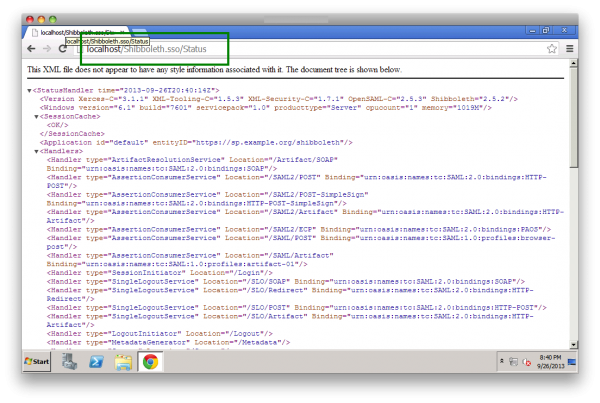 localhost/Shibboleth.sso/Sta
localhost/Shibboleth.sso/Status
localhost/Shibboleth.sso/Status
This XML file does not appear to have any style information associated with it. The document tree is shown below.
▼<StatusHandler time="2013-09-26T20:40:14Z">
<Version Xerces-C="3.1.1" XML-Tooling-C="1.5.3" XML-Security-C="1.7.1" OpenSAML-C="2.5.3" Shibboleth="2.5.2"/>
<Windows version="6.1" build="7601" servicepack="1.0" producttype="Server" cpucount="1" memory="1019M"/>
▼<SessionCache>
<OK/>
</SessionCache>
<Application id="default" entityID="https://sp.example.org/shibboleth"/>
▼<Handlers>
<Handler type="ArtifactResolutionService" Location="/Artifact/SOAP"
Binding="urn:oasis:names:tc:SAML:2.0:bindings:SOAP"/>
<Handler type="AssertionConsumerService" Location="/SAML2/POST" Binding="urn:oasis:names:tc:SAML:2.0:bindings:HTTP-
POST"/>
<Handler type="AssertionConsumerService" Location="/SAML2/POST-SimpleSign"
Binding="urn:oasis:names:tc:SAML:2.0:bindings:HTTP-POST-SimpleSign"/>
<Handler type="AssertionConsumerService" Location="/SAML2/Artifact" Binding="urn:oasis:names:tc:SAML:2.0:bindings:HTTP-
Artifact"/>
<Handler type="AssertionConsumerService" Location="/SAML2/ECP" Binding="urn:oasis:names:tc:SAML:2.0:bindings:PAOS"/>
<Handler type="AssertionConsumerService" Location="/SAML/POST" Binding="urn:oasis:names:tc:SAML:1.0:profiles:browser-
post"/>
<Handler type="AssertionConsumerService" Location="/SAML/Artifact"
Binding="urn:oasis:names:tc:SAML:1.0:profiles:artifact-01"/>
<Handler type="SessionInitiator" Location="/Login"/>
<Handler type="SingleLogoutService" Location="/SLO/SOAP" Binding="urn:oasis:names:tc:SAML:2.0:bindings:SOAP"/>
<Handler type="SingleLogoutService" Location="/SLO/Redirect" Binding="urn:oasis:names:tc:SAML:2.0:bindings:HTTP-
Redirect"/>
<Handler type="SingleLogoutService" Location="/SLO/POST" Binding="urn:oasis:names:tc:SAML:2.0:bindings:HTTP-POST"/>
<Handler type="SingleLogoutService" Location="/SLO/Artifact" Binding="urn:oasis:names:tc:SAML:2.0:bindings:HTTP-
Artifact"/>
<Handler type="LogoutInitiator" Location="/Logout"/>
<Handler type="MetadataGenerator" Location="/Metadata"/>
Start
8:40 PM
9/26/2013